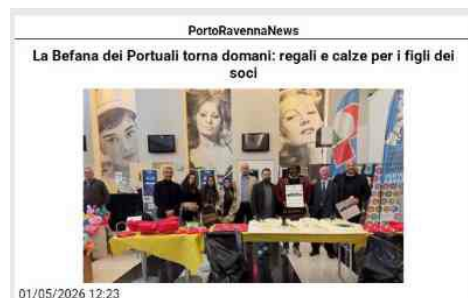 PortoRavennaNews
La Befana dei Portuali torna domani: regali e calze per i figli dei
soci
01/05/2026 12:23